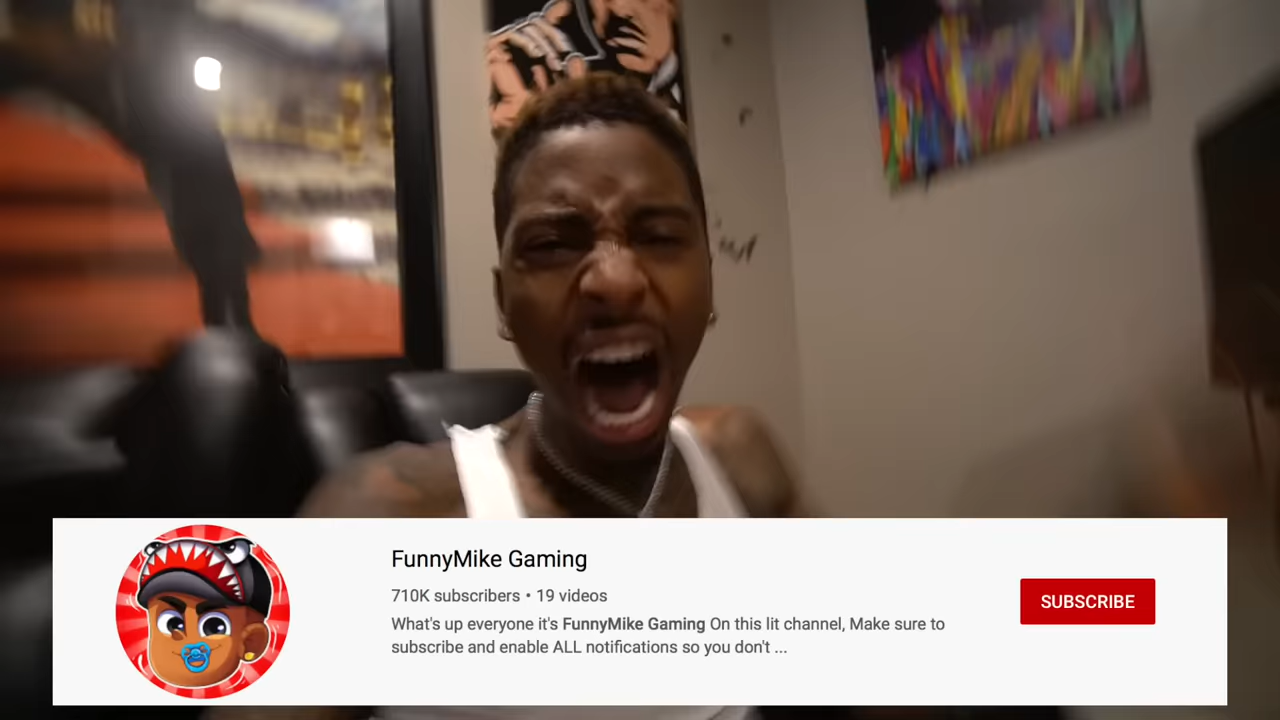 FunnyMike Gaming
710K subscribers • 19 videos
What's up everyone it's FunnyMike Gaming On this lit channel, Make sure to
subscribe and enable ALL notifications so you don't ...
SUBSCRIBE